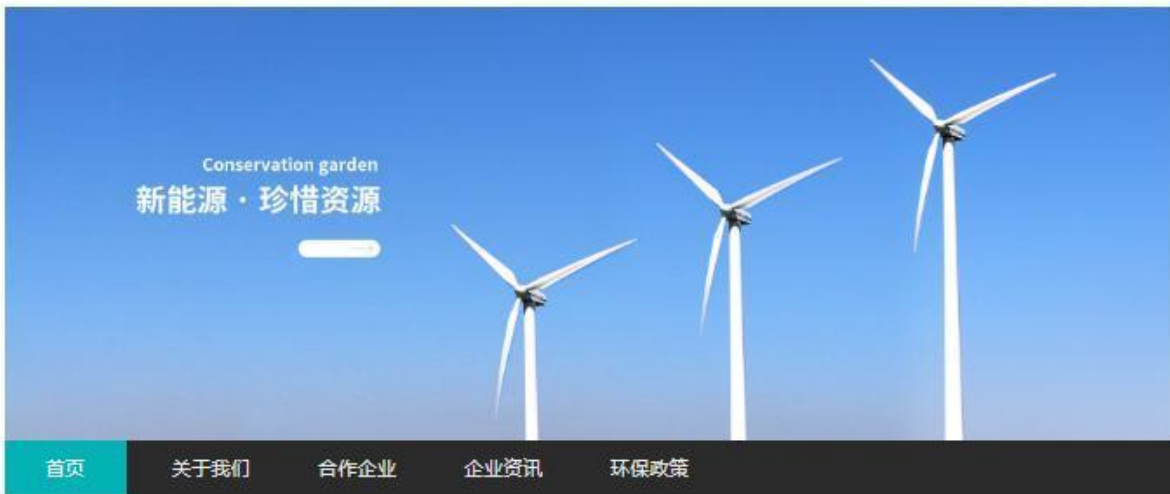 Conservation garden
新能源·珍惜资源
首页 关于我们 合作企业 企业资讯 环保政策